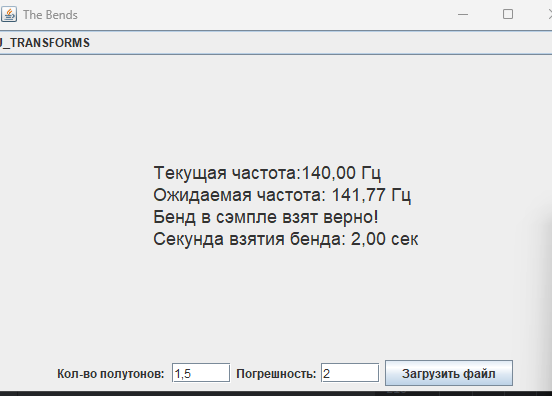 The Bends
U_TRANSFORMS
Текущая частота:140,00 Гц
Ожидаемая частота: 141,77 Гц
Бенд в сэмпле взят верно!
Секунда взятия бенда: 2,00 сек
Кол-во полутонов: 1,5 Погрешность: 2 Загрузить файл